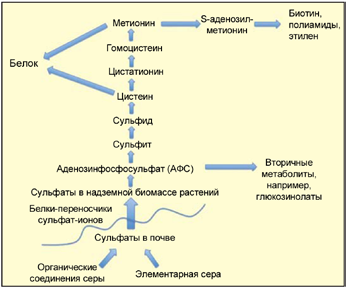 Метионин
S-аденозил-
метионин
Биотин,
полиамиды,
этилен
Гомоцистеин
Белок
Цистатионин
Цистеин
Сульфид
Сульфит
Аденозинфосфосульфат (АФС)
Вторичные
метаболиты,
например,
глюкозинолаты
Сульфаты в надземной биомассе растений
Белки-переносчики
сульфат-ионов
Сульфаты в почве
Органические
соединения серы
Элементарная сера